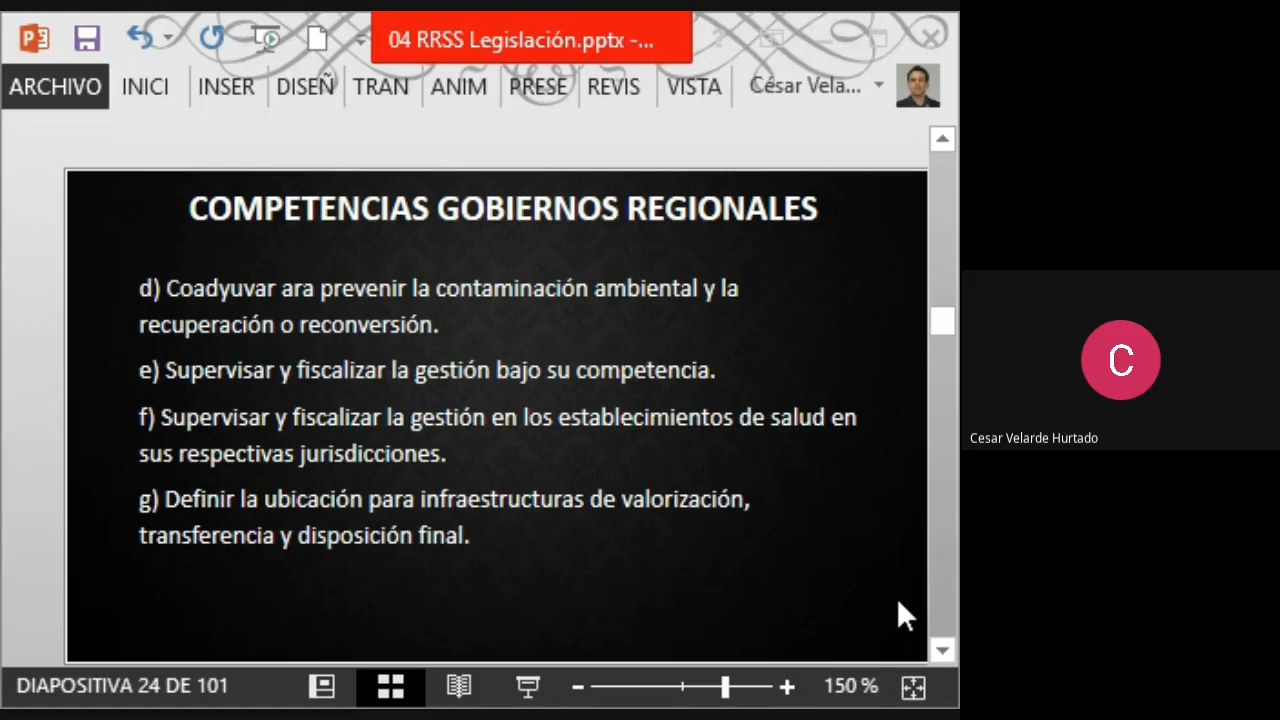 04 RRSS Legislación.pptx -...
ARCHIVO INICI INSER DISEÑ TRAN ANIM PRESE REVIS VISTA César Vela...
COMPETENCIAS GOBIERNOS REGIONALES
d) Coadyuvar ara prevenir la contaminación ambiental y la
recuperación o reconversión.
e) Supervisar y fiscalizar la gestión bajo su competencia.
f) Supervisar y fiscalizar la gestión en los establecimientos de salud en
sus respectivas jurisdicciones.
g) Definir la ubicación para infraestructuras de valorización,
transferencia y disposición final.
DIAPOSITIVA 24 DE 101
150 %
C
Cesar Velarde Hurtado